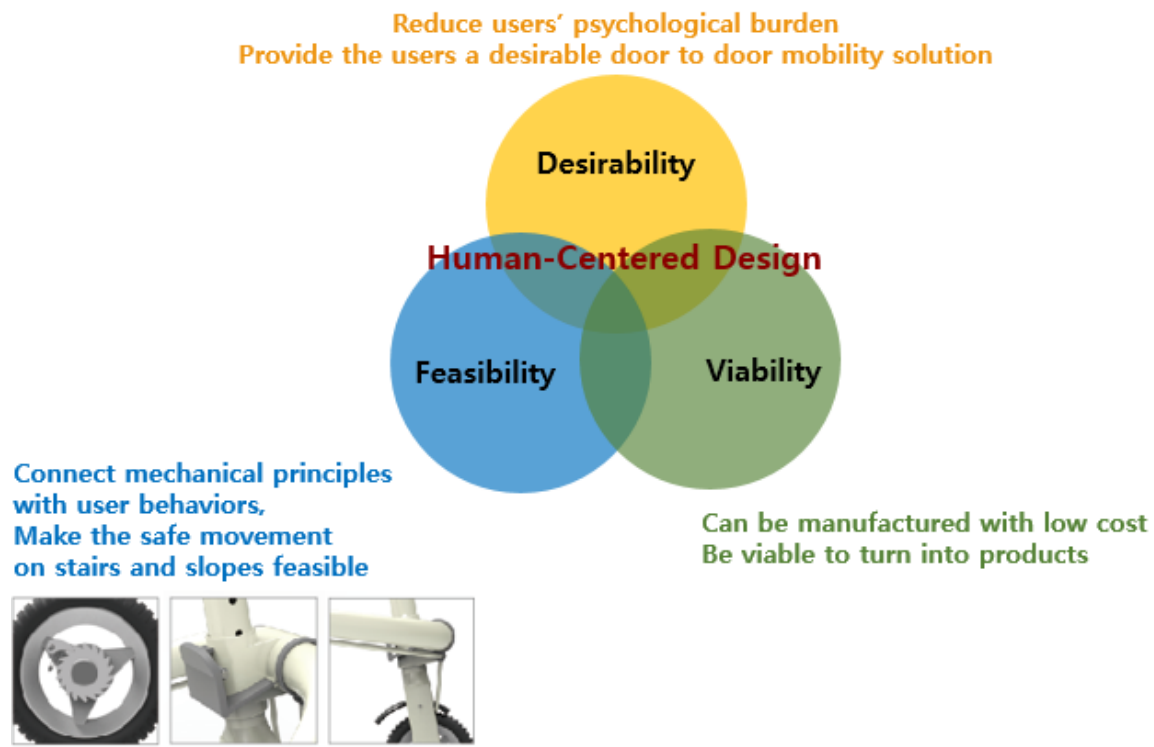 Reduce users’ psychological burden
Provide the users a desirable door to door mobility solution
Desirability
Human-Centered Design
Feasibility
Viability
Connect mechanical principles
with user behaviors,
Make the safe movement
on stairs and slopes feasible
Can be manufactured with low cost
Be viable to turn into products